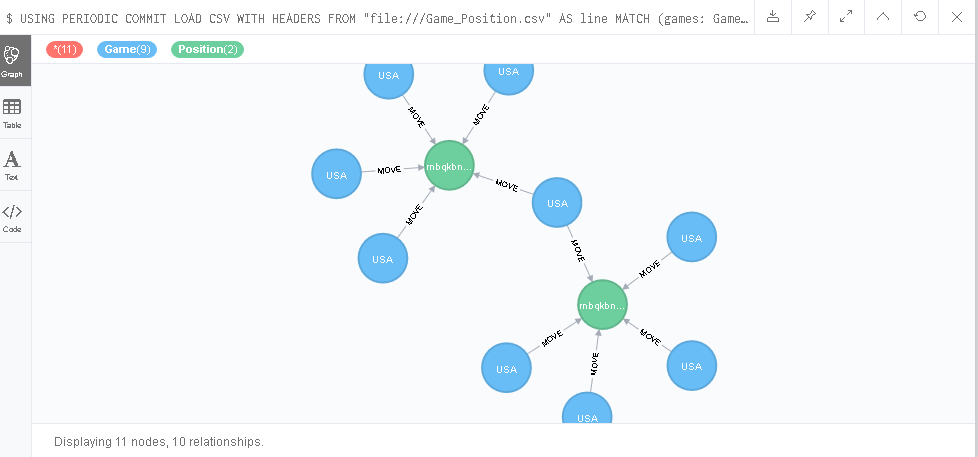 $ USING PERIODIC COMMIT LOAD CSV WITH HEADERS FROM "file:///Game_Position.csv" AS line MATCH (games: Game…
*(11) Game(9) Position(2)
Graph
Table
Text
Code
USA
USA
MOVE
MOVE
USA
MOVE
rnbqkbn...
MOVE
USA
MOVE
USA
MOVE
USA
MOVE
rnbqkbn...
MOVE
MOVE
MOVE
USA
USA
USA
Displaying 11 nodes, 10 relationships.